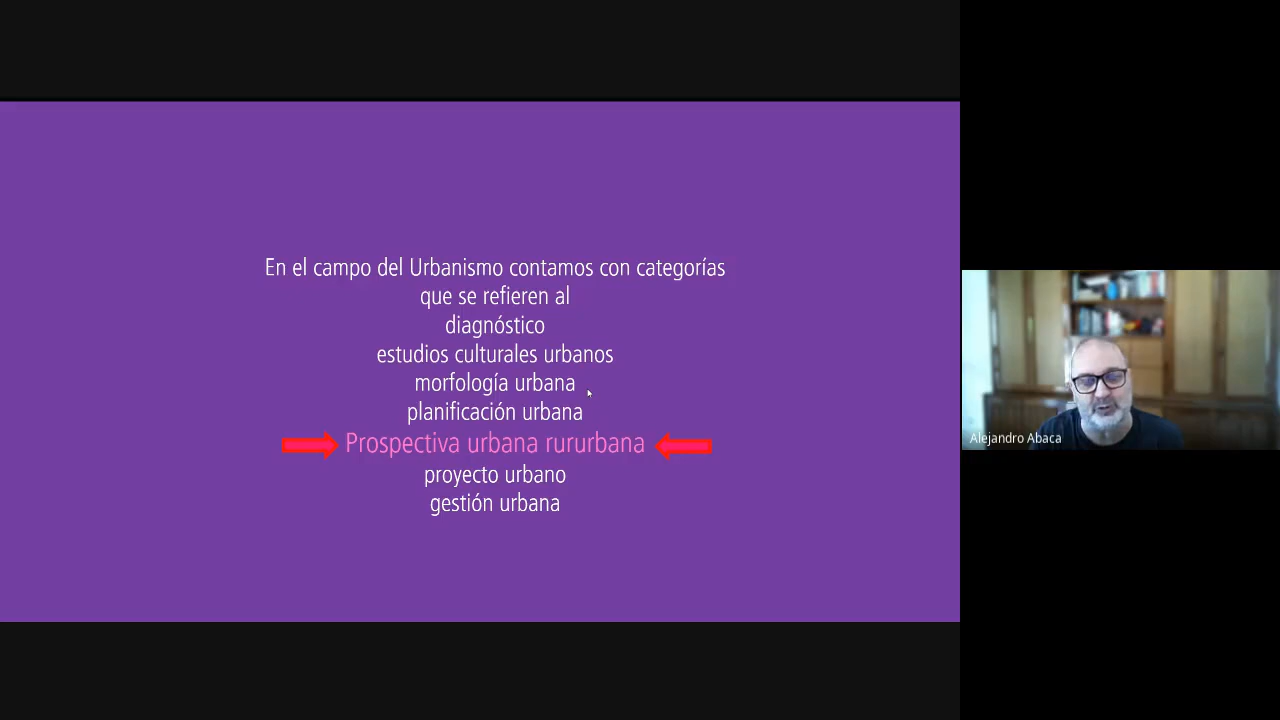 En el campo del Urbanismo contamos con categorías
que se refieren al
diagnóstico
estudios culturales urbanos
morfología urbana
planificación urbana
Prospectiva urbana rururbana
proyecto urbano
gestión urbana
Alejandro Abaca